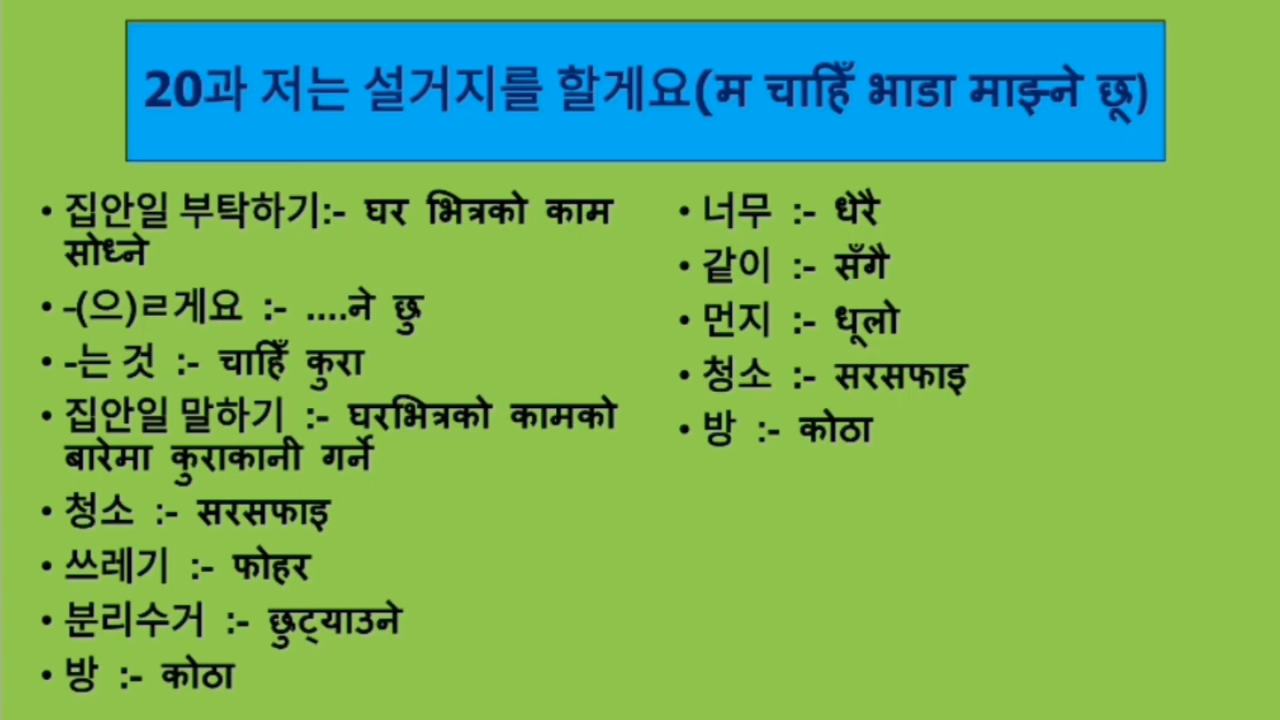 20과 저는 설거지를 할게요(म चाहिँ भाडा माझ्ने छू)
• 집안일 부탁하기:- घर भित्रको काम
सोध्ने
• -(으)ㄹ게요 :- ....ने छु
• -는 것 :- चाहिँ कुरा
• 집안일 말하기 :- घरभित्रको कामको
बारेमा कुराकानी गर्ने
• 청소 :- सरसफाइ
• 쓰레기 :- फोहर
• 분리수거 :- छुट्याउने
• 방 :- कोठा
• 너무 :- धेरै
• 같이 :- सँगै
• 먼지 :- धूलो
• 청소 :- सरसफाइ
• 방 :- कोठा